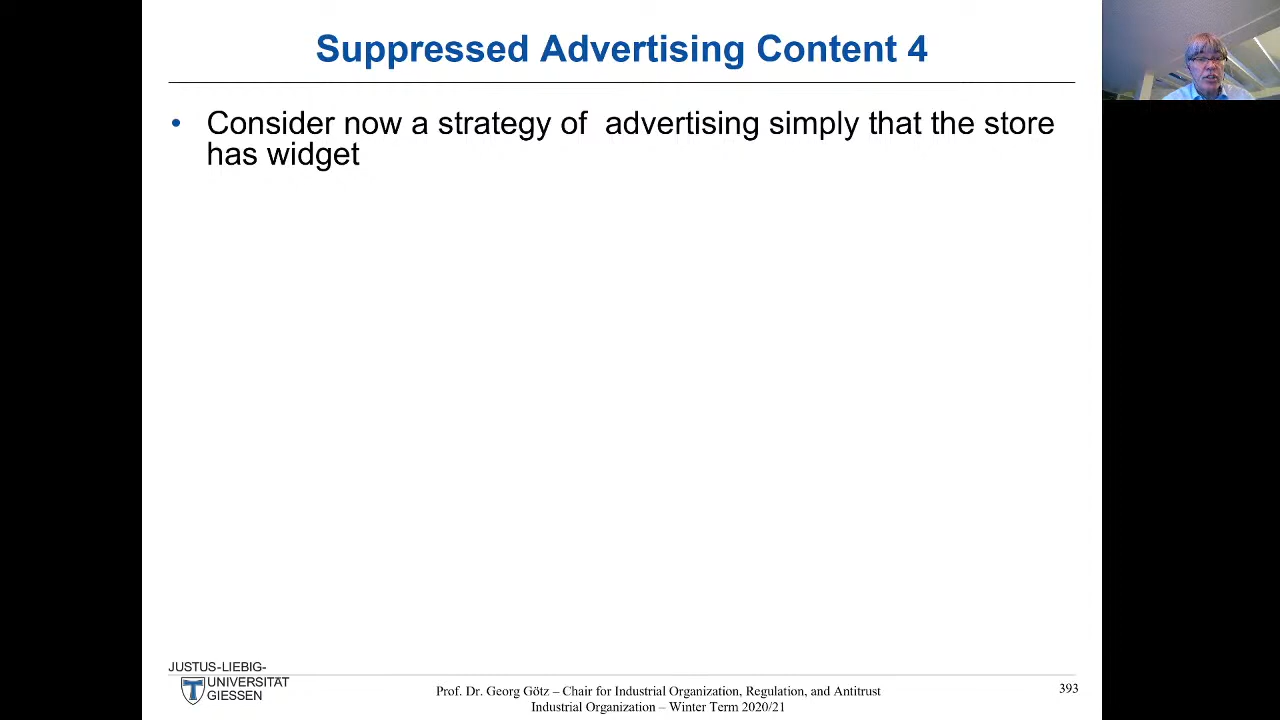 Suppressed Advertising Content 4
• Consider now a strategy of  advertising simply that the store
has widget
JUSTUS-LIEBIG-
UNIVERSITÄT
GIESSEN
Prof. Dr. Georg Götz – Chair for Industrial Organization, Regulation, and Antitrust
Industrial Organization – Winter Term 2020/21
393